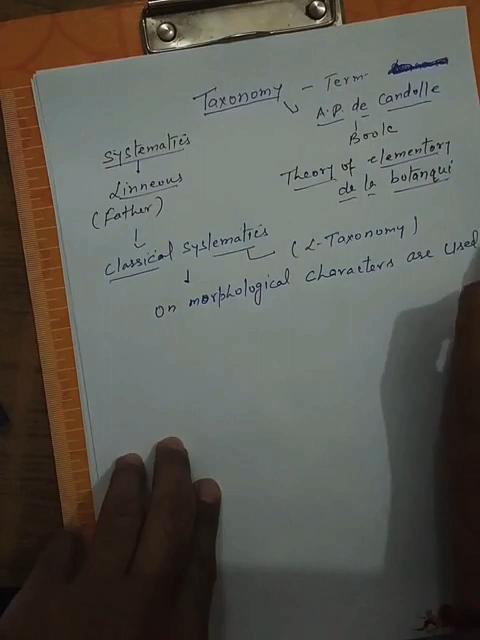 Taxonomy - Term
A.P. de Candolle
Book
Theory of elementory
de la botanqui
Systematics
Linneous
(Father)
Classical Systematics (α-Taxonomy)
On morphological characters are used